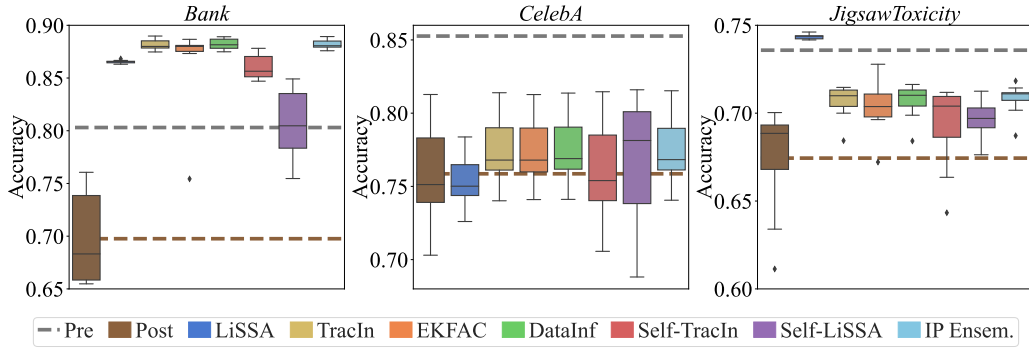 Bank
CelebA
JigsawToxicity
Accuracy
0.90
0.85
0.80
0.75
0.70
0.65
Accuracy
0.85
0.80
0.75
0.70
Accuracy
0.75
0.70
0.65
0.60
Pre Post LiSSA TracIn EKFAC DataInf Self-TracIn Self-LiSSA IP Ensem.